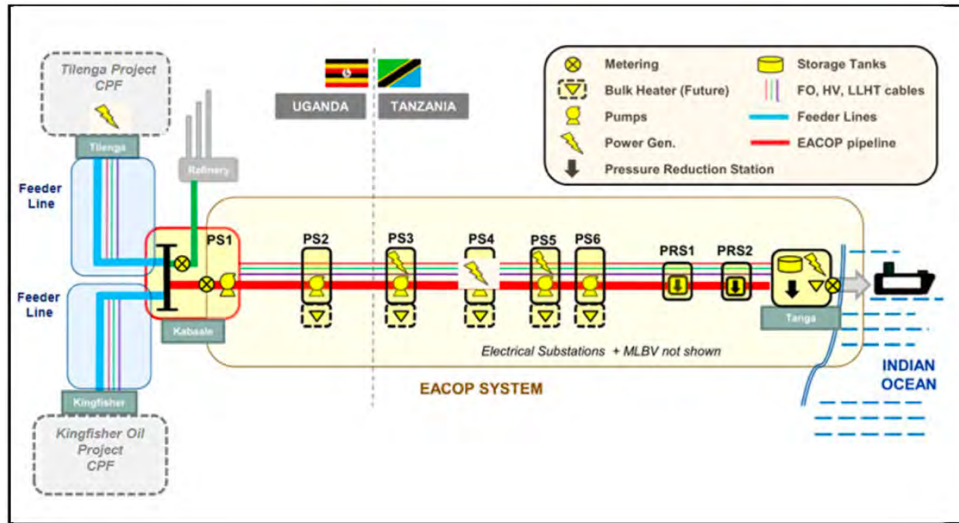 Tilenga Project
CPF
Tilenga
Refinery
UGANDA
TANZANIA
Metering
Bulk Heater (Future)
Pumps
Power Gen.
Pressure Reduction Station
Storage Tanks
FO, HV, LLHT cables
Feeder Lines
EACOP pipeline
Feeder
Line
Feeder
Line
PS1
PS2
PS3
PS4
PS5
PS6
PRS1
PRS2
Kabaale
Tanga
Electrical Substations + MLBV not shown
EACOP SYSTEM
INDIAN
OCEAN
Kingfisher
Kingfisher Oil
Project
CPF